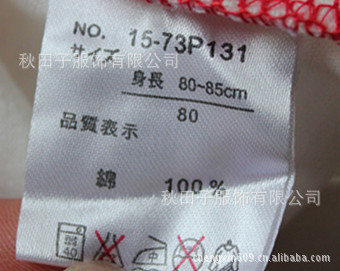 NO. 15-73P131
サイズ
身長 80~85cm
80
品質表示
綿 100%
40
秋田子服饰有限公司
秋田子服饰有限公司